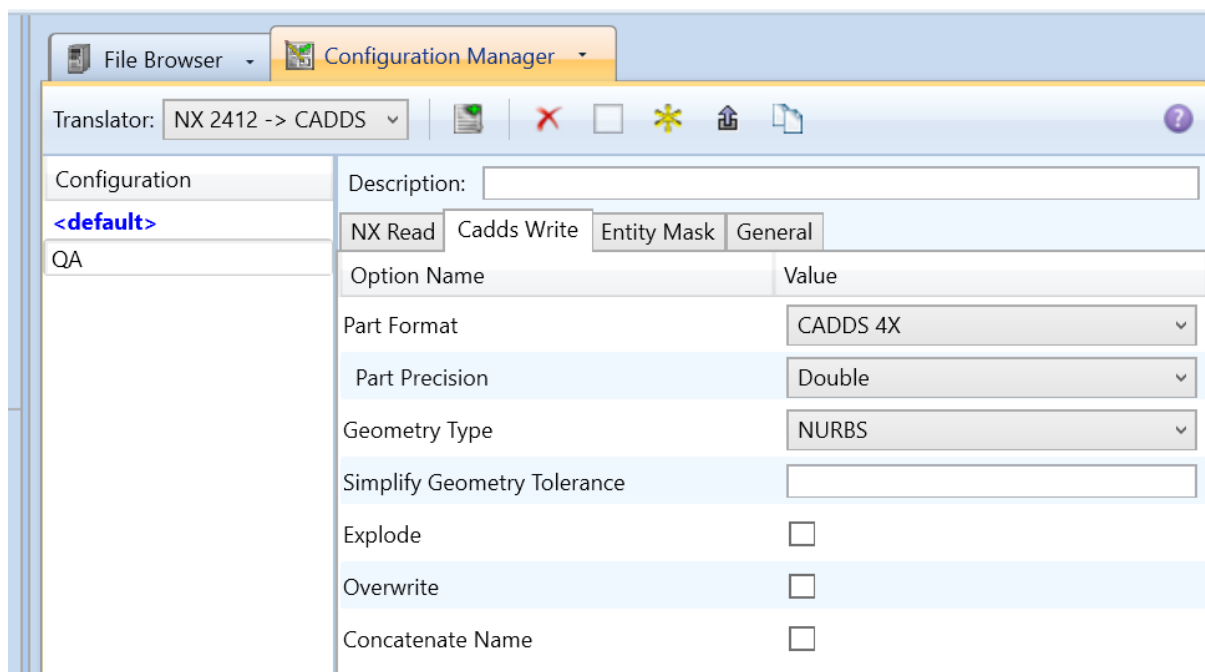 File Browser Configuration Manager
Translator: NX 2412 -> CADDS ?
Configuration Description:
<default> NX Read Cadds Write Entity Mask General
QA Option Name Value
Part Format CADDS 4X
Part Precision Double
Geometry Type NURBS
Simplify Geometry Tolerance
Explode
Overwrite
Concatenate Name